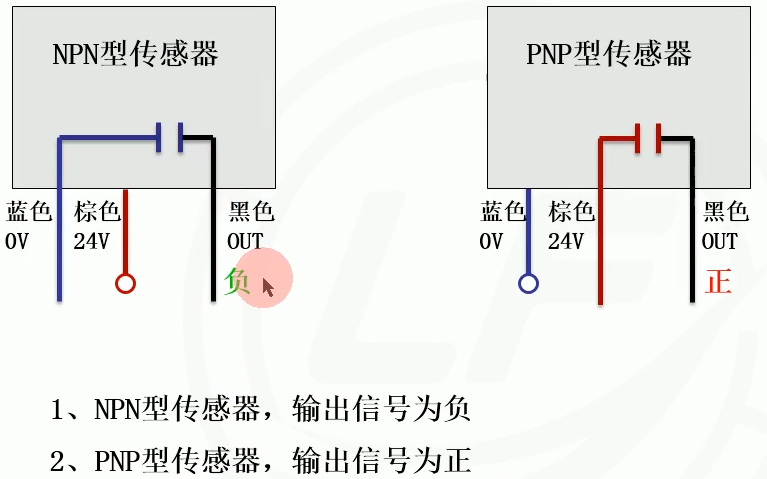 NPN型传感器
PNP型传感器
蓝色 棕色 黑色
0V 24V OUT
负
蓝色 棕色 黑色
0V 24V OUT
正
1、NPN型传感器，输出信号为负
2、PNP型传感器，输出信号为正